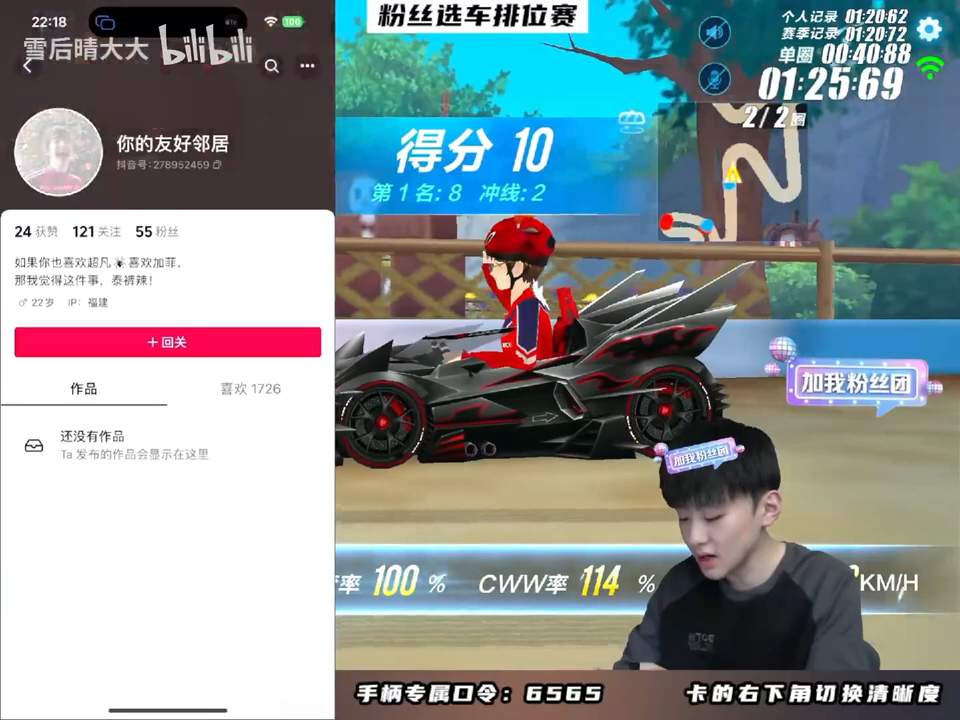 22:18
100
雪后晴大大 bilibili
你的友好邻居
抖音号:278952459
24 获赞 121 关注 55 粉丝
如果你也喜欢超凡🕷喜欢加菲,
那我觉得这件事,泰裤辣!
♂ 22岁 IP:福建
+回关
作品 喜欢 1726
还没有作品
Ta 发布的作品会显示在这里
粉丝选车排位赛
个人记录 01:20:62
赛季记录 01:20:72
单圈 00:40:88
01:25:69
2/2圈
得分 10
第1名:8 冲线:2
加我粉丝团
加我粉丝团
率 100 % CWW率 114 % KM/H
手柄专属口令:6565 卡的右下角切换清晰度